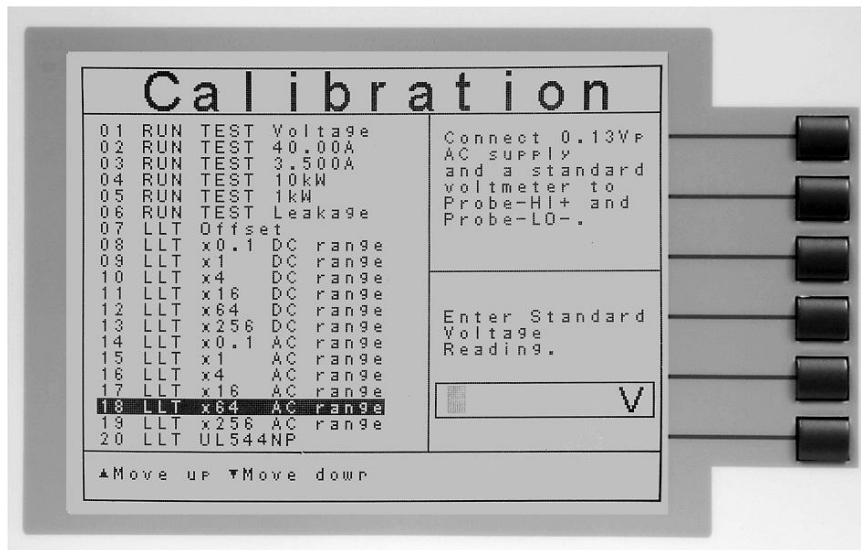 Calibration
01 RUN TEST Voltage
02 RUN TEST 40.00A
03 RUN TEST 3.500A
04 RUN TEST 10kW
05 RUN TEST 1kW
06 RUN TEST Leakage
07 LLT Offset
08 LLT x0.1 DC range
09 LLT x1 DC range
10 LLT x4 DC range
11 LLT x16 DC range
12 LLT x64 DC range
13 LLT x256 DC range
14 LLT x0.1 AC range
15 LLT x1 AC range
16 LLT x4 AC range
17 LLT x16 AC range
18 LLT x64 AC range
19 LLT x256 AC range
20 LLT UL544NP
Connect 0.13Vp
AC supply
and a standard
voltmeter to
Probe-HI+ and
Probe-LO-.
Enter Standard
Voltage
Reading.
V
▲Move up ▼Move down